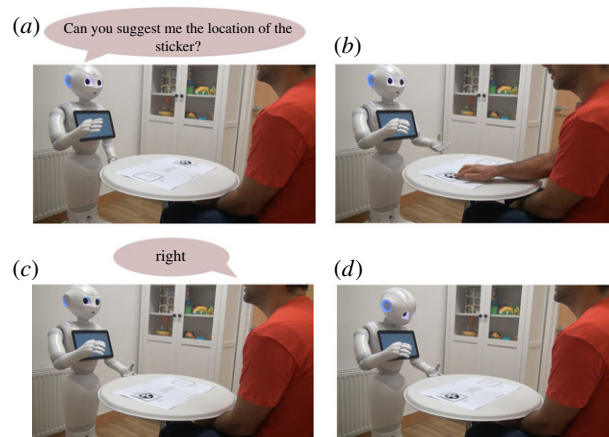 (a)
Can you suggest me the location of the
sticker?
(b)
(c)
right
(d)